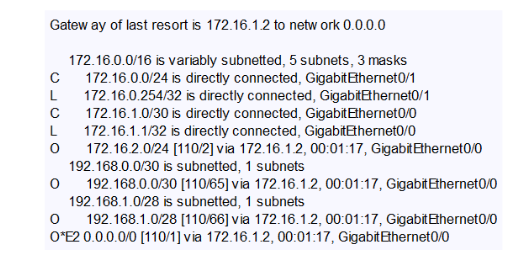 Gateway of last resort is 172.16.1.2 to network 0.0.0.0
172.16.0.0/16 is variably subnetted, 5 subnets, 3 masks
C 172.16.0.0/24 is directly connected, GigabitEthernet0/1
L 172.16.0.254/32 is directly connected, GigabitEthernet0/1
C 172.16.1.0/30 is directly connected, GigabitEthernet0/0
L 172.16.1.1/32 is directly connected, GigabitEthernet0/0
O 172.16.2.0/24 [110/2] via 172.16.1.2, 00:01:17, GigabitEthernet0/0
192.168.0.0/30 is subnetted, 1 subnets
O 192.168.0.0/30 [110/65] via 172.16.1.2, 00:01:17, GigabitEthernet0/0
192.168.1.0/28 is subnetted, 1 subnets
O 192.168.1.0/28 [110/66] via 172.16.1.2, 00:01:17, GigabitEthernet0/0
O*E2 0.0.0.0/0 [110/1] via 172.16.1.2, 00:01:17, GigabitEthernet0/0